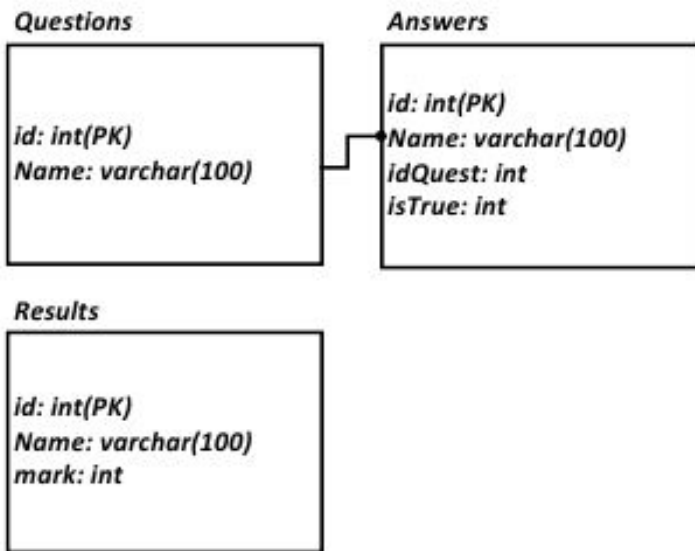 Questions
id: int(PK)
Name: varchar(100)
Answers
id: int(PK)
Name: varchar(100)
idQuest: int
isTrue: int
Results
id: int(PK)
Name: varchar(100)
mark: int